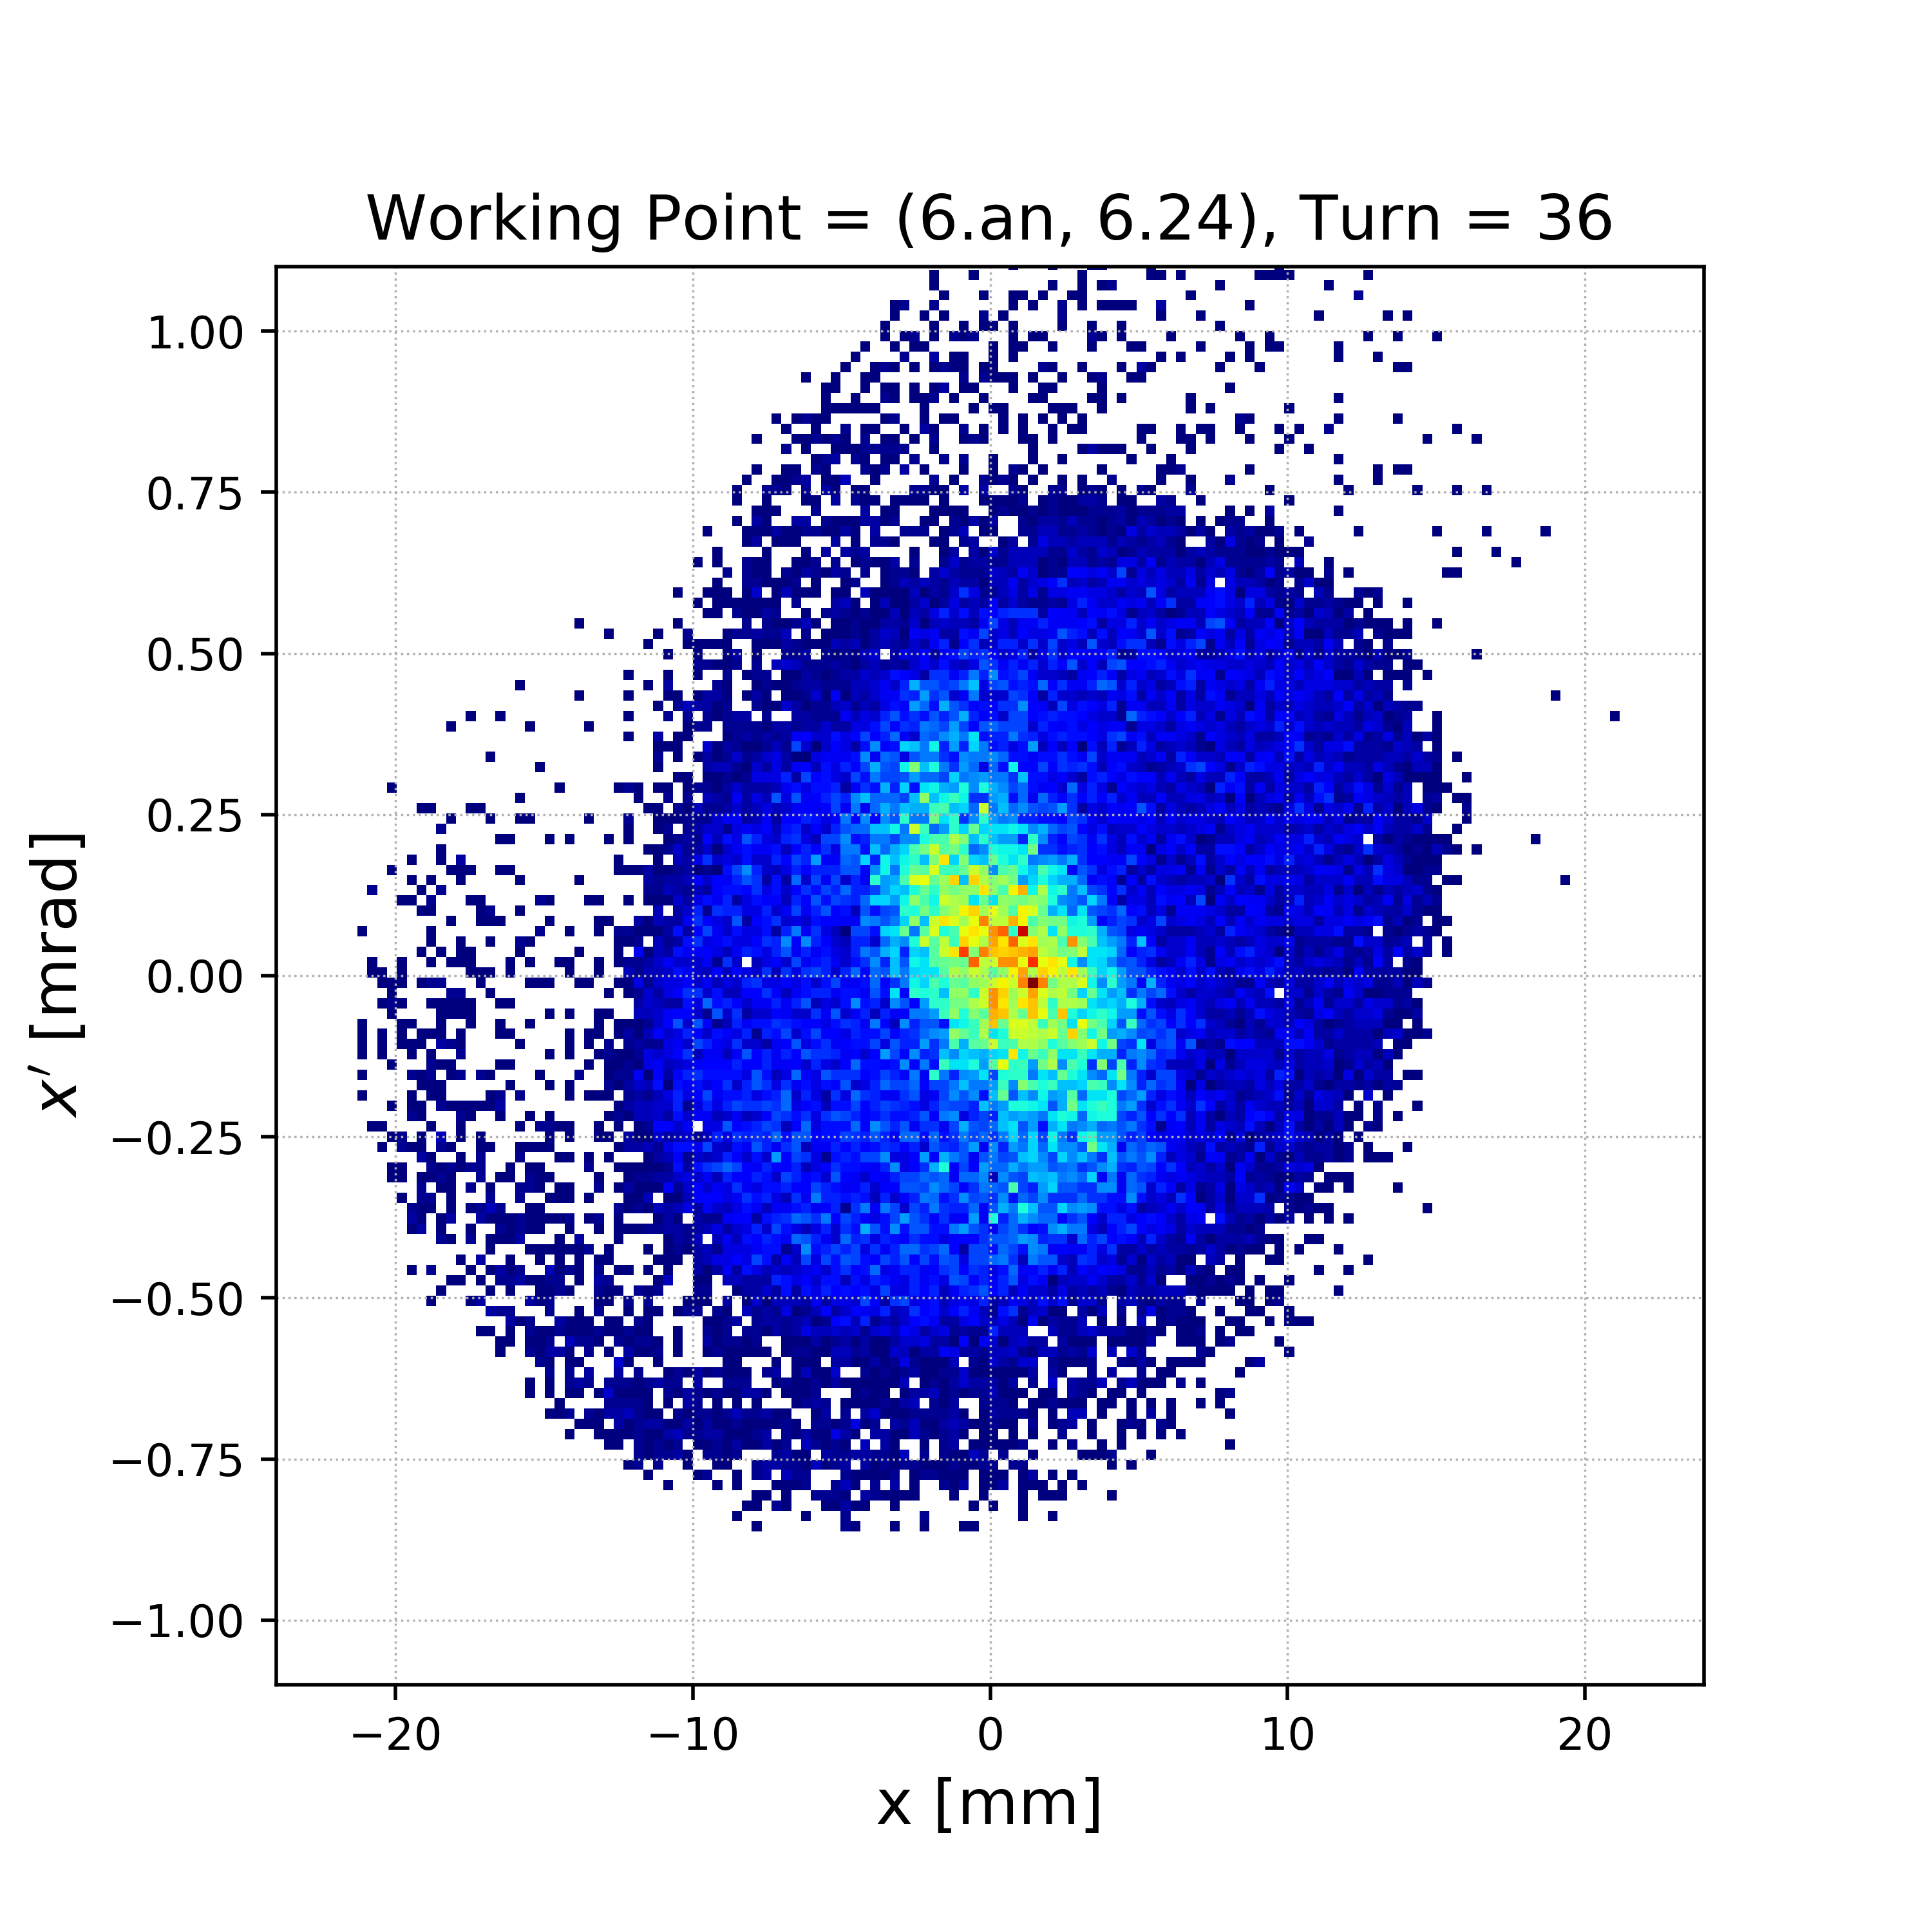 Working Point = (6.an, 6.24), Turn = 36
1.00
0.75
0.50
0.25
0.00
−0.25
−0.50
−0.75
−1.00
x′ [mrad]
−20 −10 0 10 20
x [mm]